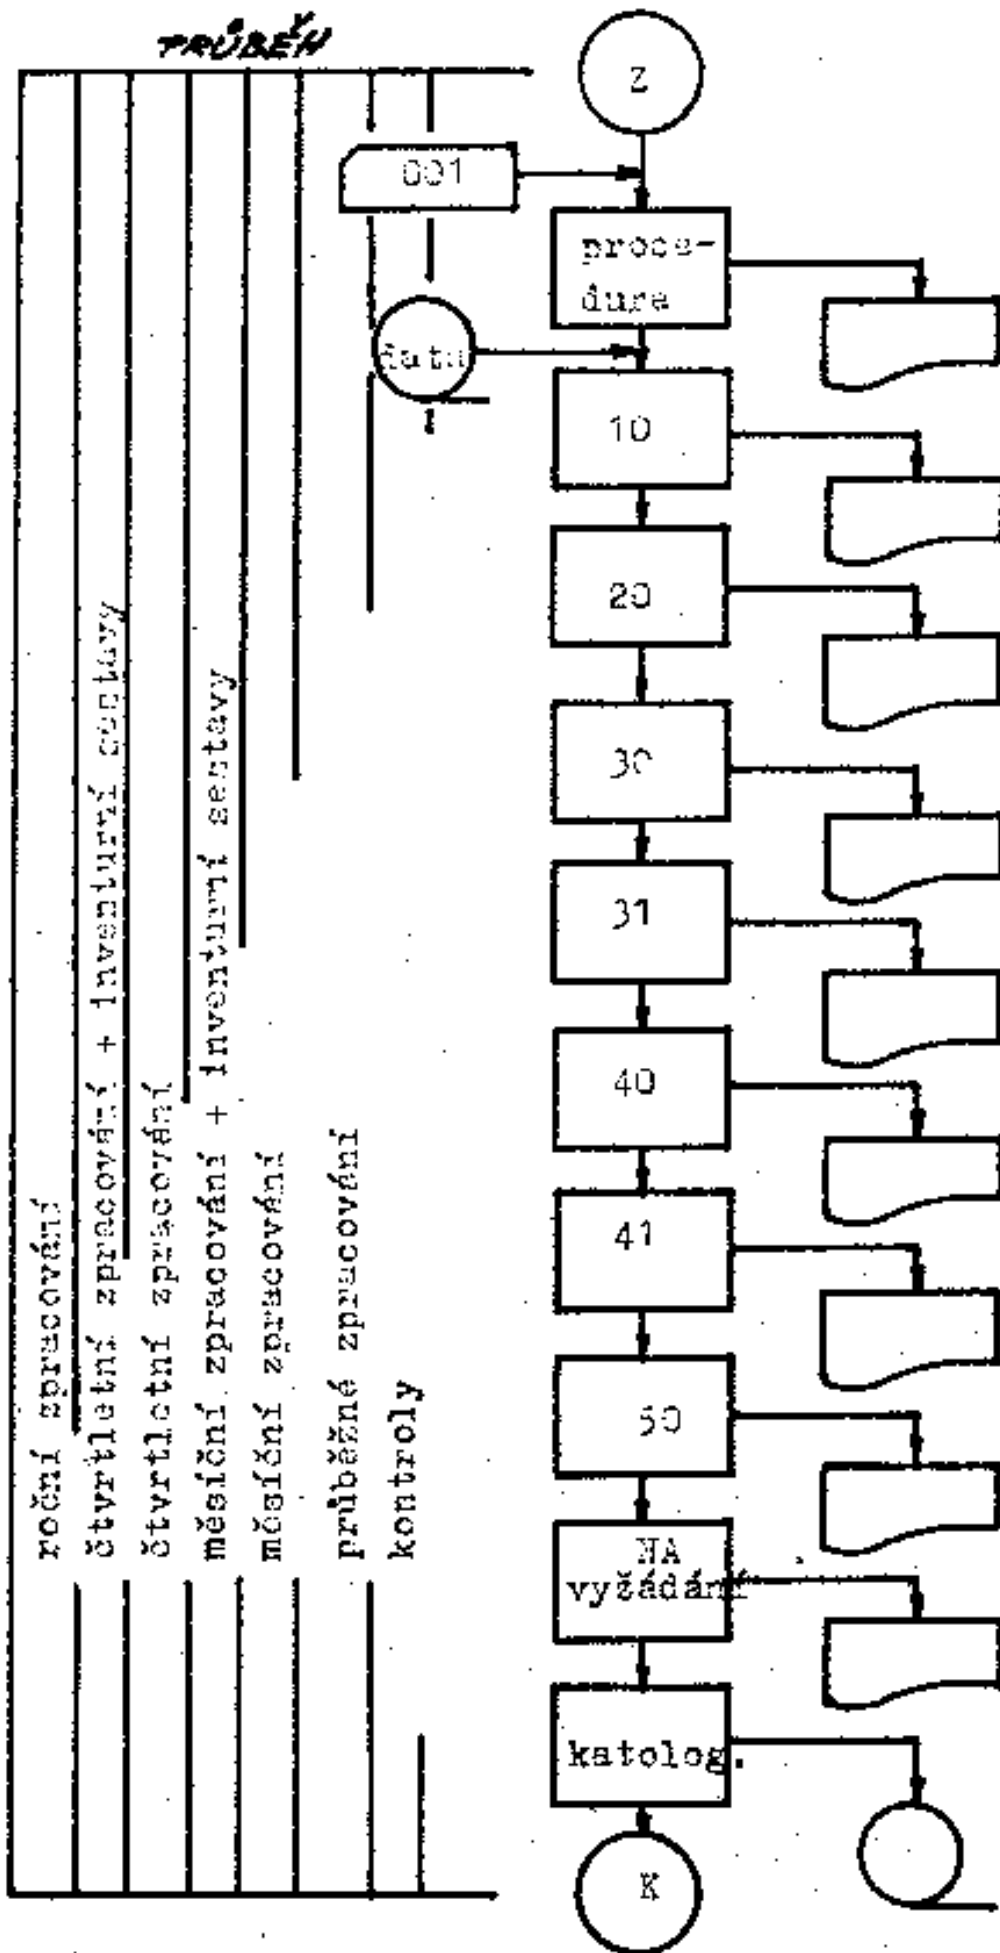 PRŮBĚH
Z
001
proce-
dure
data
10
20
30
31
40
41
50
NA
vyžádání
katolog.
K
roční zpracování
čtvrtletní zpracování + inventurní sestavy
čtvrtletní zpracování
měsíční zpracování + inventurní sestavy
měsíční zpracování
průběžné zpracování
kontroly